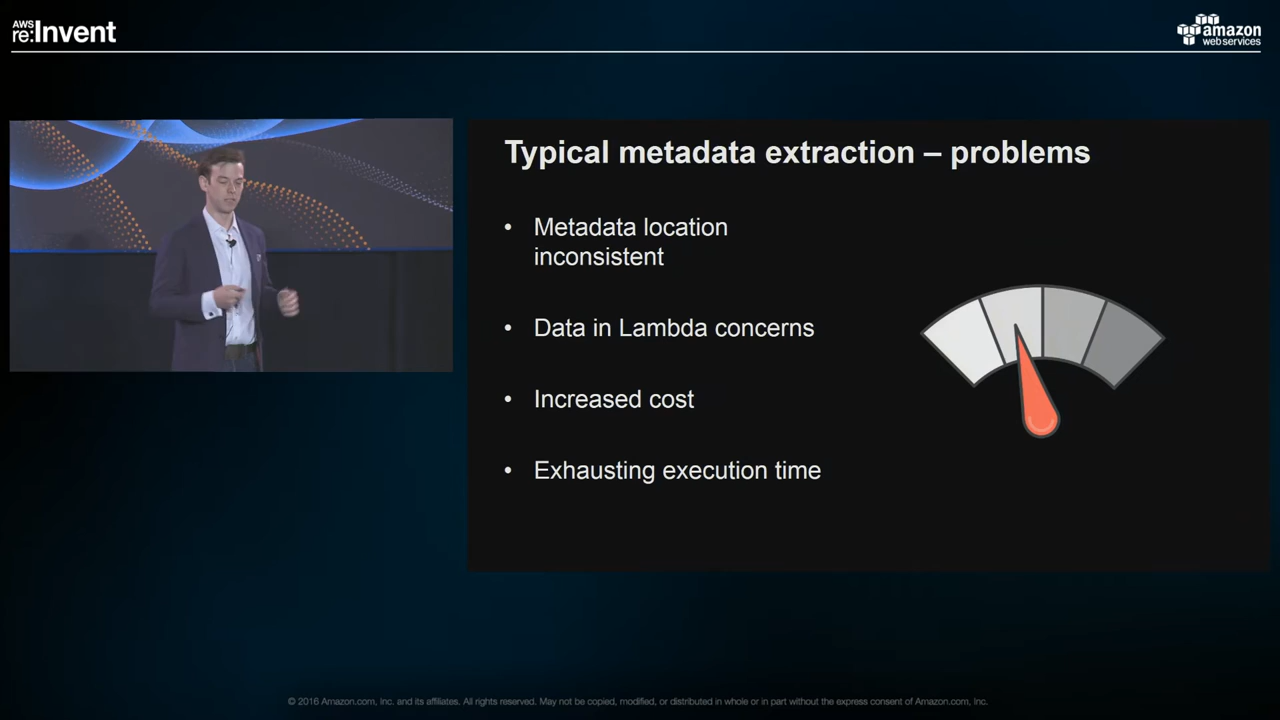 AWS
re:Invent
amazon
webservices
Typical metadata extraction – problems
• Metadata location
inconsistent
• Data in Lambda concerns
• Increased cost
• Exhausting execution time
© 2016 Amazon.com, Inc. and its affiliates. All rights reserved. May not be copied, modified, or distributed in whole or in part without the express consent of Amazon.com, Inc.